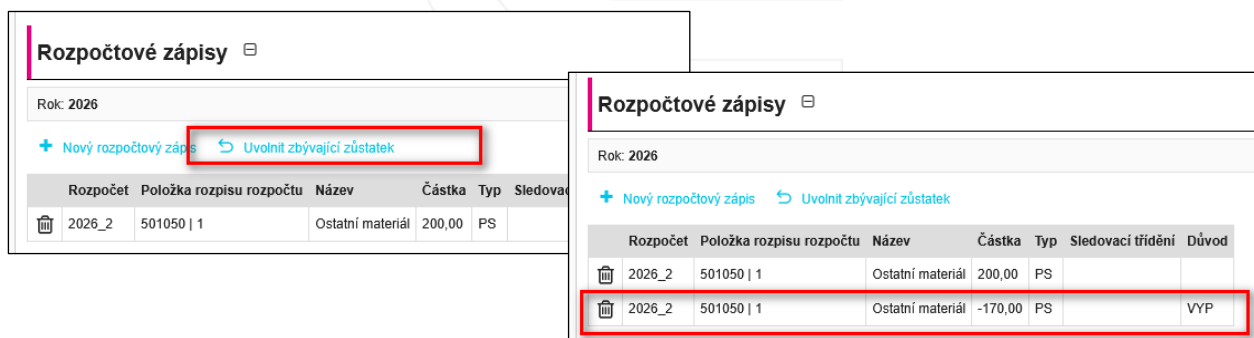 Rozpočtové zápisy
Rok: 2026
Nový rozpočtový zápis Uvolnit zbývající zůstatek
Rozpočet Položka rozpisu rozpočtu Název Částka Typ
2026_2 501050 | 1 Ostatní materiál 200,00 PS
Rozpočtové zápisy
Rok: 2026
Nový rozpočtový zápis Uvolnit zbývající zůstatek
Rozpočet Položka rozpisu rozpočtu Název Částka Typ Sledovací třídění Důvod
2026_2 501050 | 1 Ostatní materiál 200,00 PS
2026_2 501050 | 1 Ostatní materiál -170,00 PS VYP